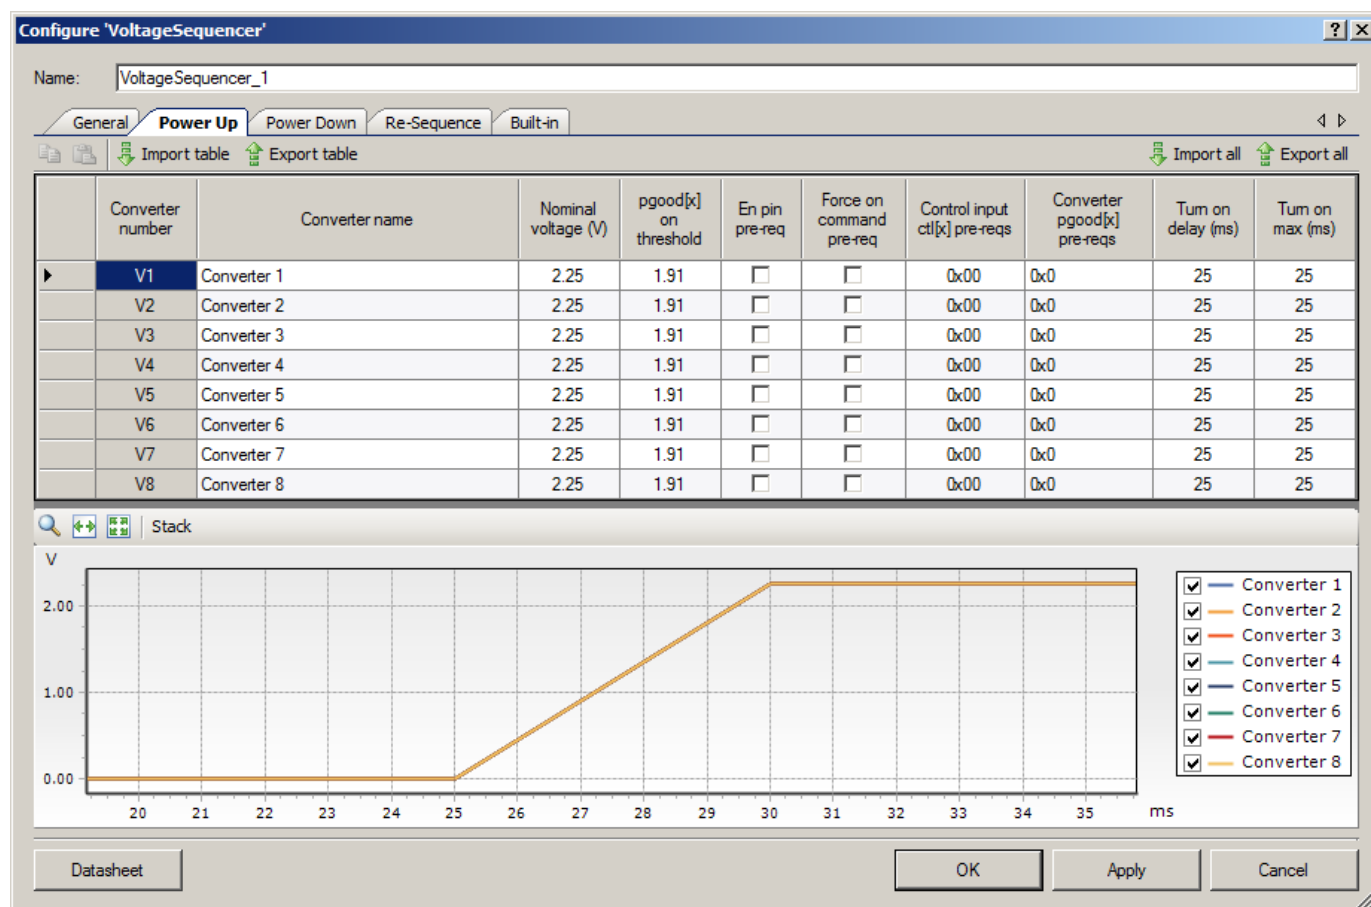 Configure 'VoltageSequencer'
Name: VoltageSequencer_1
General Power Up Power Down Re-Sequence Built-in
Import table Export table Import all Export all
Converter number Converter name Nominal voltage (V) pgood[x] on threshold En pin pre-req Force on command pre-req Control input ctl[x] pre-reqs Converter pgood[x] pre-reqs Turn on delay (ms) Turn on max (ms)
V1 Converter 1 2.25 1.91 0x00 0x0 25 25
V2 Converter 2 2.25 1.91 0x00 0x0 25 25
V3 Converter 3 2.25 1.91 0x00 0x0 25 25
V4 Converter 4 2.25 1.91 0x00 0x0 25 25
V5 Converter 5 2.25 1.91 0x00 0x0 25 25
V6 Converter 6 2.25 1.91 0x00 0x0 25 25
V7 Converter 7 2.25 1.91 0x00 0x0 25 25
V8 Converter 8 2.25 1.91 0x00 0x0 25 25
Stack
V
2.00
1.00
0.00
20 21 22 23 24 25 26 27 28 29 30 31 32 33 34 35 ms
Converter 1
Converter 2
Converter 3
Converter 4
Converter 5
Converter 6
Converter 7
Converter 8
Datasheet OK Apply Cancel